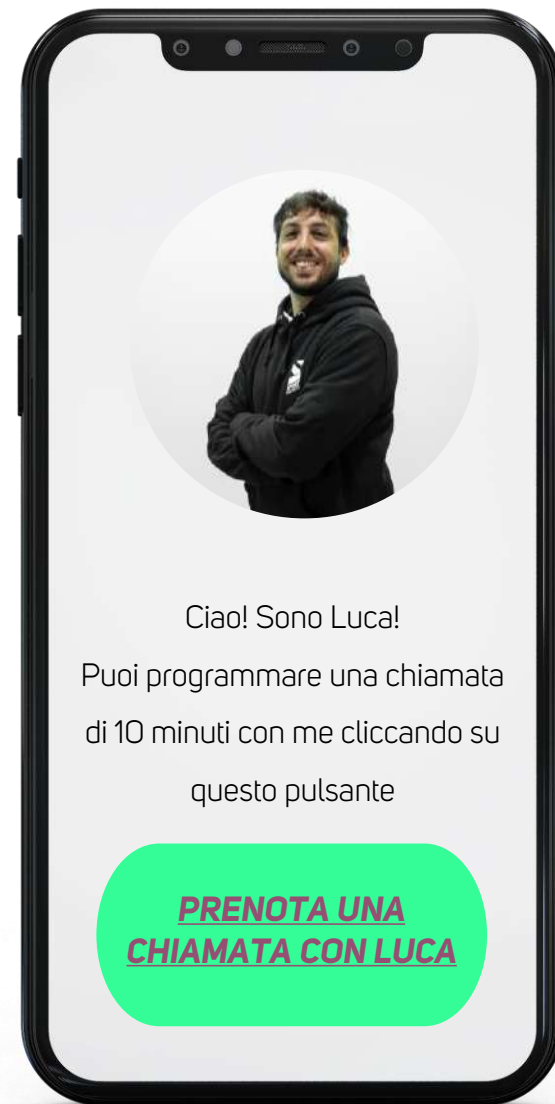 Ciao! Sono Luca!
Puoi programmare una chiamata
di 10 minuti con me cliccando su
questo pulsante
PRENOTA UNA
CHIAMATA CON LUCA